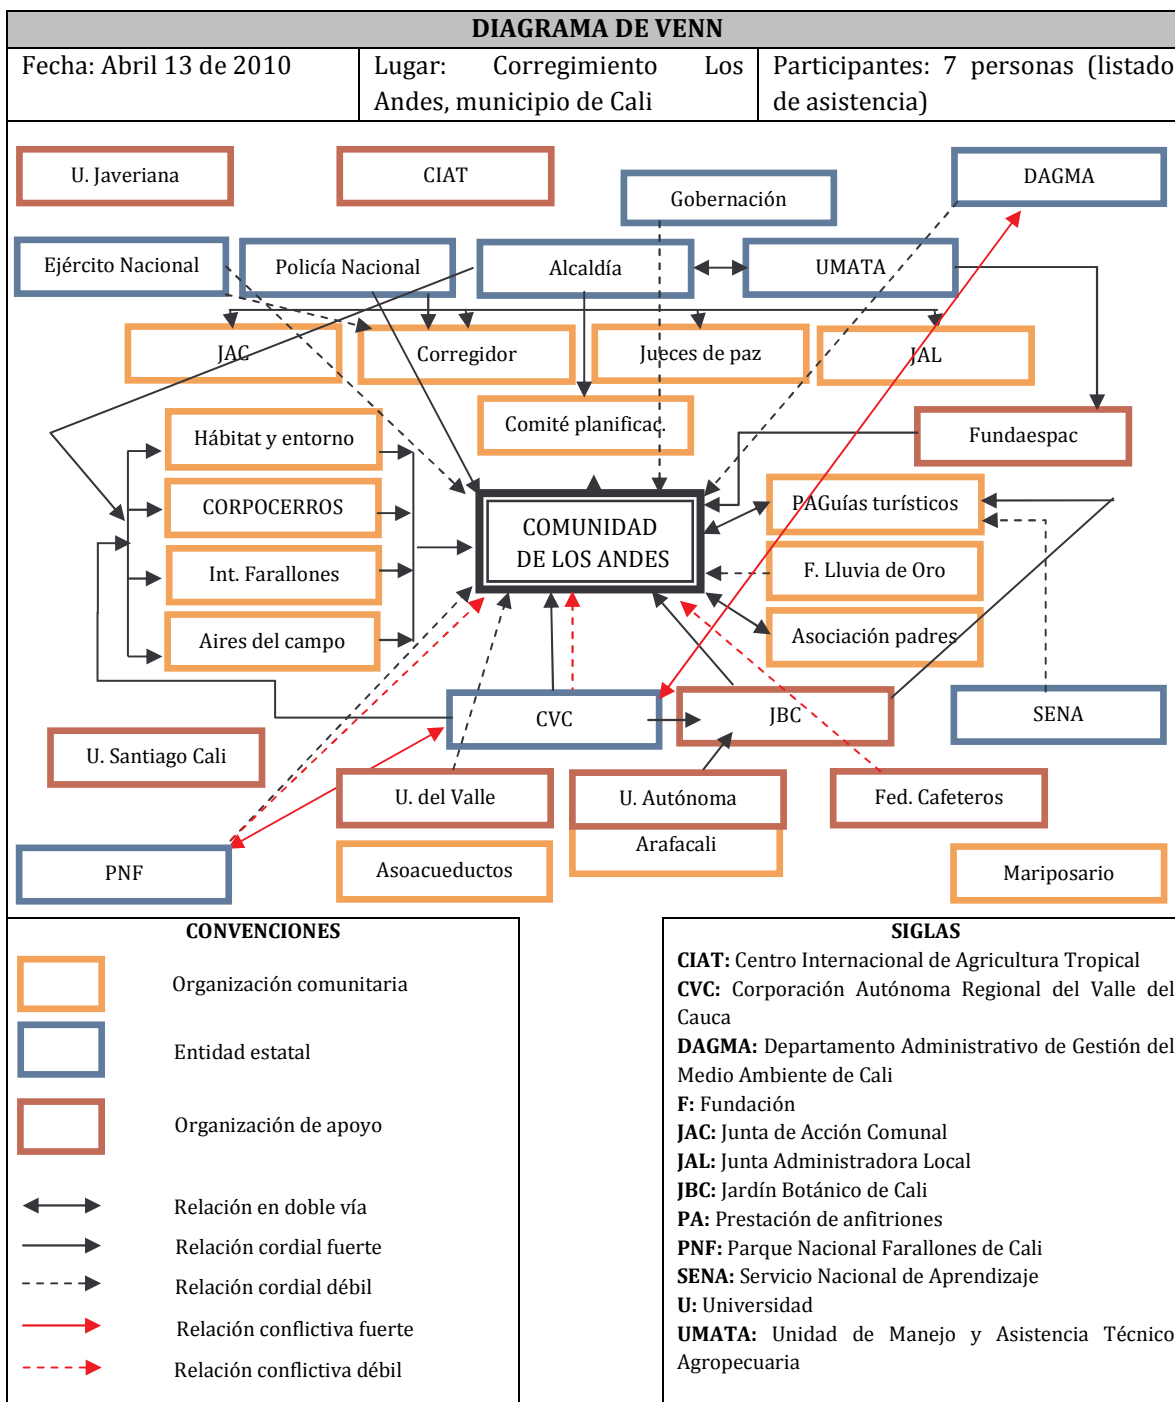 DIAGRAMA DE VENN
Fecha: Abril 13 de 2010
Lugar: Corregimiento Los
Andes, municipio de Cali
Participantes: 7 personas (listado
de asistencia)
U. Javeriana
CIAT
Gobernación
DAGMA
Ejército Nacional
Policía Nacional
Alcaldía
UMATA
JAC
Corregidor
Jueces de paz
JAL
Comité planificac.
Fundaespac
Hábitat y entorno
CORPOCERROS
Int. Farallones
Aires del campo
COMUNIDAD
DE LOS ANDES
PAGuías turísticos
F. Lluvia de Oro
Asociación padres
CVC
JBC
SENA
U. Santiago Cali
U. del Valle
U. Autónoma
Fed. Cafeteros
Arafacali
PNF
Asoacueductos
Mariposario
CONVENCIONES
Organización comunitaria
Entidad estatal
Organización de apoyo
Relación en doble vía
Relación cordial fuerte
Relación cordial débil
Relación conflictiva fuerte
Relación conflictiva débil
SIGLAS
CIAT: Centro Internacional de Agricultura Tropical
CVC: Corporación Autónoma Regional del Valle del
Cauca
DAGMA: Departamento Administrativo de Gestión del
Medio Ambiente de Cali
F: Fundación
JAC: Junta de Acción Comunal
JAL: Junta Administradora Local
JBC: Jardín Botánico de Cali
PA: Prestación de anfitriones
PNF: Parque Nacional Farallones de Cali
SENA: Servicio Nacional de Aprendizaje
U: Universidad
UMATA: Unidad de Manejo y Asistencia Técnico
Agropecuaria